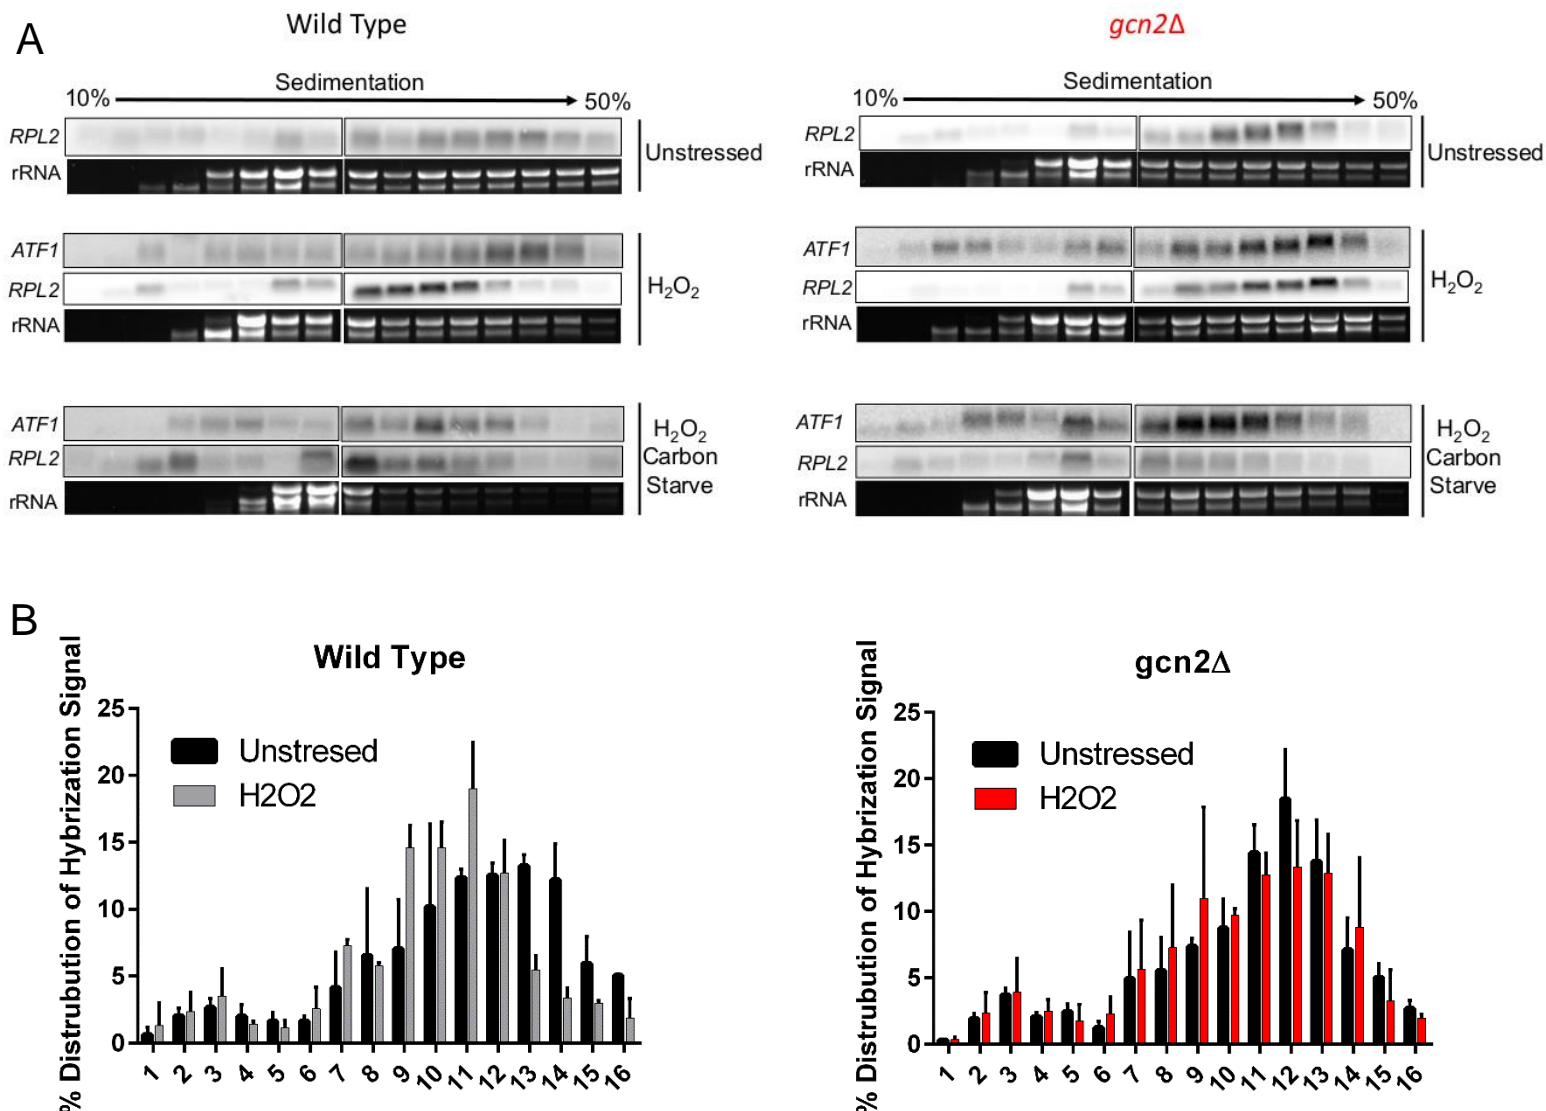 A
Wild Type
gcn2Δ
Sedimentation
10%
50%
RPL2
rRNA
Unstressed
ATF1
RPL2
rRNA
H₂O₂
ATF1
RPL2
rRNA
H₂O₂
Carbon
Starve
Sedimentation
10%
50%
RPL2
rRNA
Unstressed
ATF1
RPL2
rRNA
H₂O₂
ATF1
RPL2
rRNA
H₂O₂
Carbon
Starve
B
Wild Type
% Distrubution of Hybrization Signal
25
20
15
10
5
0
Unstresed
H2O2
1 2 3 4 5 6 7 8 9 10 11 12 13 14 15 16
gcn2Δ
% Distrubution of Hybrization Signal
25
20
15
10
5
0
Unstressed
H2O2
1 2 3 4 5 6 7 8 9 10 11 12 13 14 15 16